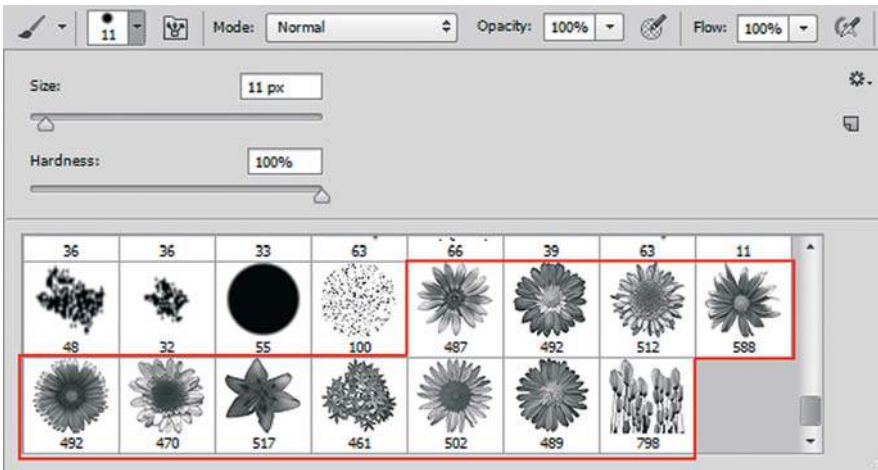 11 Mode: Normal Opacity: 100% Flow: 100%
Size: 11 px
Hardness: 100%
36 36 33 63 66 39 63 11
48 32 55 100 487 492 512 588
492 470 517 461 502 489 798